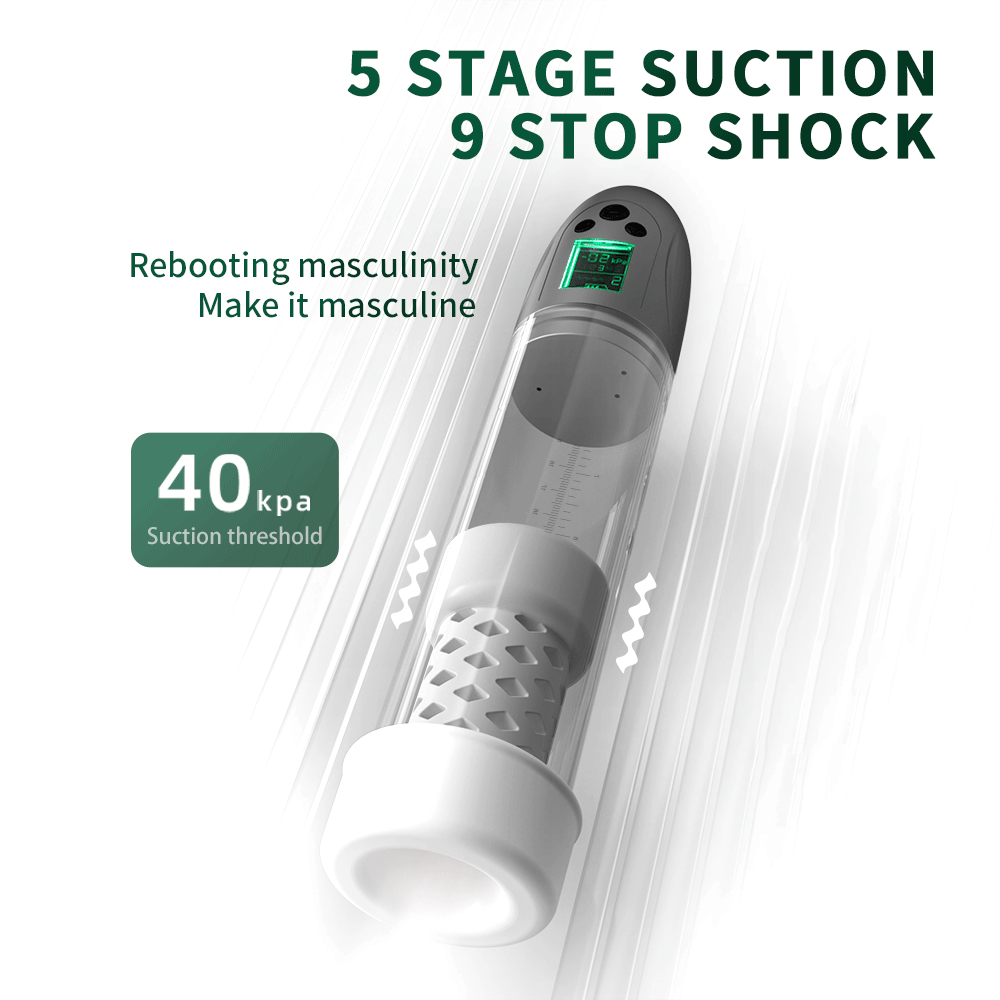 5 STAGE SUCTION
9 STOP SHOCK
Rebooting masculinity
Make it masculine
40kpa
Suction threshold